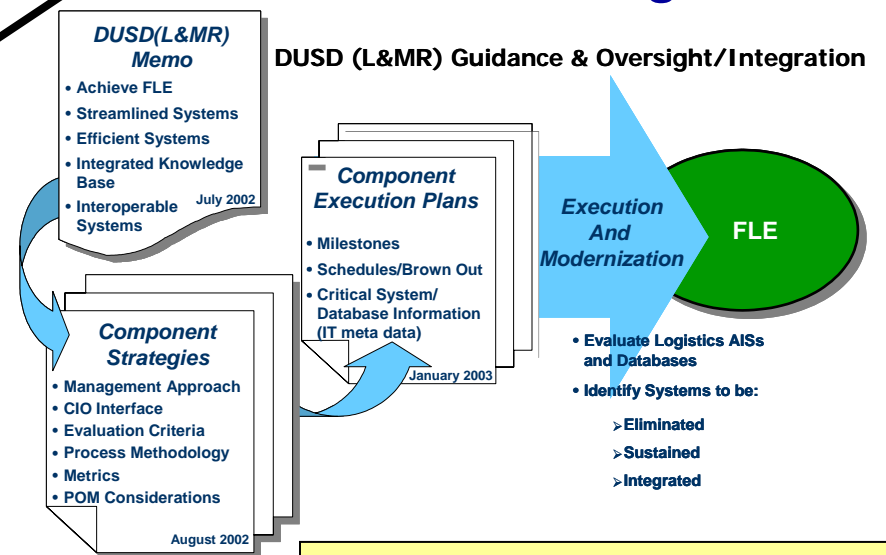 DUSD(L&MR)
Memo
• Achieve FLE
• Streamlined Systems
• Efficient Systems
• Integrated Knowledge
Base
• Interoperable
Systems
July 2002
DUSD (L&MR) Guidance & Oversight/Integration
Component
Strategies
• Management Approach
• CIO Interface
• Evaluation Criteria
• Process Methodology
• Metrics
• POM Considerations
August 2002
Component
Execution Plans
• Milestones
• Schedules/Brown Out
• Critical System/
Database Information
(IT meta data)
January 2003
Execution
And
Modernization
FLE
• Evaluate Logistics AISs
and Databases
• Identify Systems to be:
➢Eliminated
➢Sustained
➢Integrated